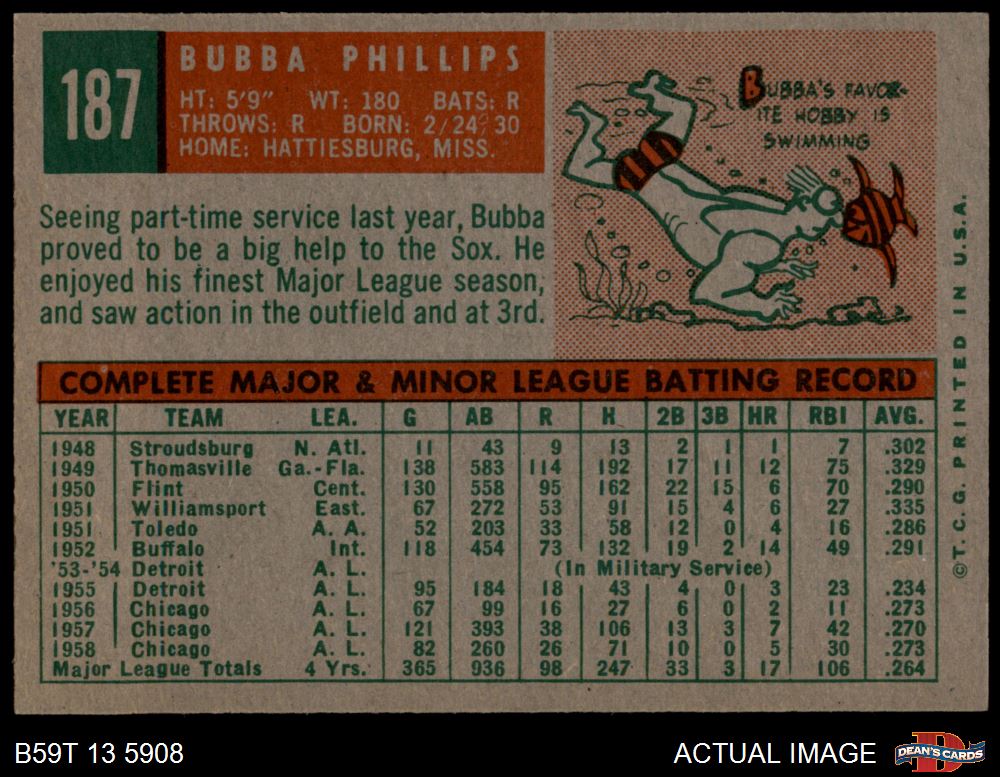 187
BUBBA PHILLIPS
HT: 5'9" WT: 180 BATS: R
THROWS: R BORN: 2/24/30
HOME: HATTIESBURG, MISS.
BUBBA'S FAVOR-
ITE HOBBY IS
SWIMMING
Seeing part-time service last year, Bubba
proved to be a big help to the Sox. He
enjoyed his finest Major League season,
and saw action in the outfield and at 3rd.
COMPLETE MAJOR & MINOR LEAGUE BATTING RECORD
YEAR TEAM LEA. G AB R H 2B 3B HR RBI AVG.
1948 Stroudsburg N. Atl. 11 43 9 13 2 1 1 7 .302
1949 Thomasville Ga.-Fla. 138 583 114 192 17 11 12 75 .329
1950 Flint Cent. 130 558 95 162 22 15 6 70 .290
1951 Williamsport East. 67 272 53 91 15 4 6 27 .335
1951 Toledo A. A. 52 203 33 58 12 0 4 16 .286
1952 Buffalo Int. 118 454 73 132 19 2 14 49 .291
'53-'54 Detroit A. L. (In Military Service)
1955 Detroit A. L. 95 184 18 43 4 0 3 23 .234
1956 Chicago A. L. 67 99 16 27 6 0 2 11 .273
1957 Chicago A. L. 121 393 38 106 13 3 7 42 .270
1958 Chicago A. L. 82 260 26 71 10 0 5 30 .273
Major League Totals 4 Yrs. 365 936 98 247 33 3 17 106 .264
©T. C. G. PRINTED IN U.S.A.
B59T 13 5908
ACTUAL IMAGE
DEAN'S CARDS